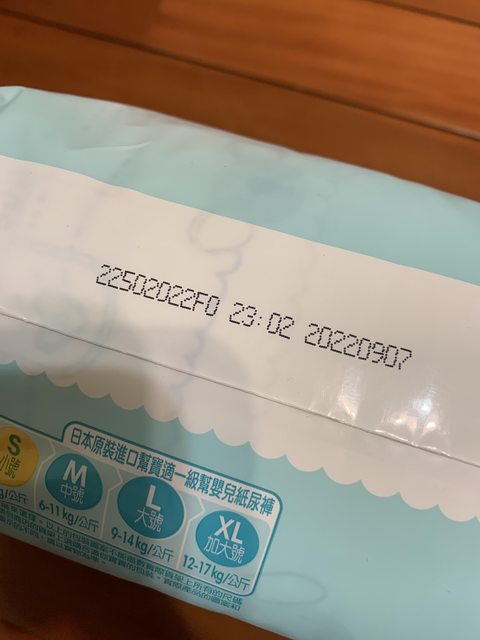 22502022F0 23:02 20220907
日本原裝進口幫寶適一級幫嬰兒紙尿褲
S
小號
M
中號
6-11 kg/公斤
L
大號
9-14 kg/公斤
XL
加大號
12-17 kg/公斤